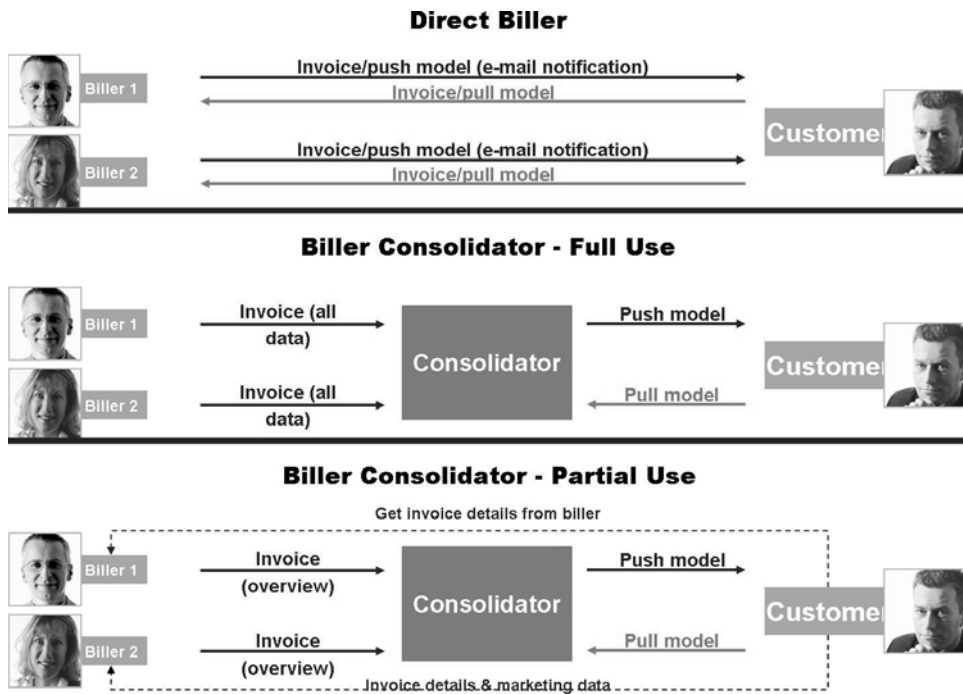 Direct Biller
Biller 1
Invoice/push model (e-mail notification)
Invoice/pull model
Customer
Biller 2
Invoice/push model (e-mail notification)
Invoice/pull model
Biller Consolidator - Full Use
Biller 1
Invoice (all
data)
Consolidator
Push model
Customer
Biller 2
Invoice (all
data)
Pull model
Biller Consolidator - Partial Use
Get invoice details from biller
Biller 1
Invoice
(overview)
Consolidator
Push model
Customer
Biller 2
Invoice
(overview)
Pull model
Invoice details & marketing data